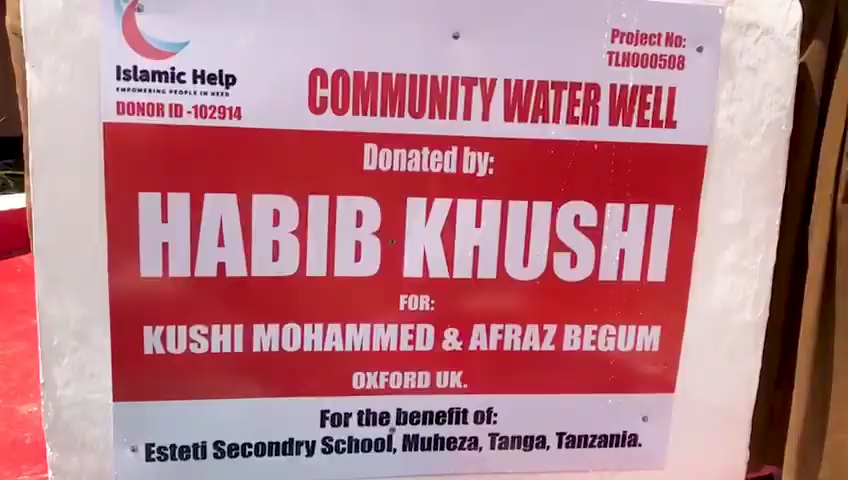 Islamic Help
EMPOWERING PEOPLE IN NEED
DONOR ID -102914
Project No:
TLH000508
COMMUNITY WATER WELL
Donated by:
HABIB KHUSHI
FOR:
KUSHI MOHAMMED & AFRAZ BEGUM
OXFORD UK.
For the benefit of:
Esteti Secondry School, Muheza, Tanga, Tanzania.